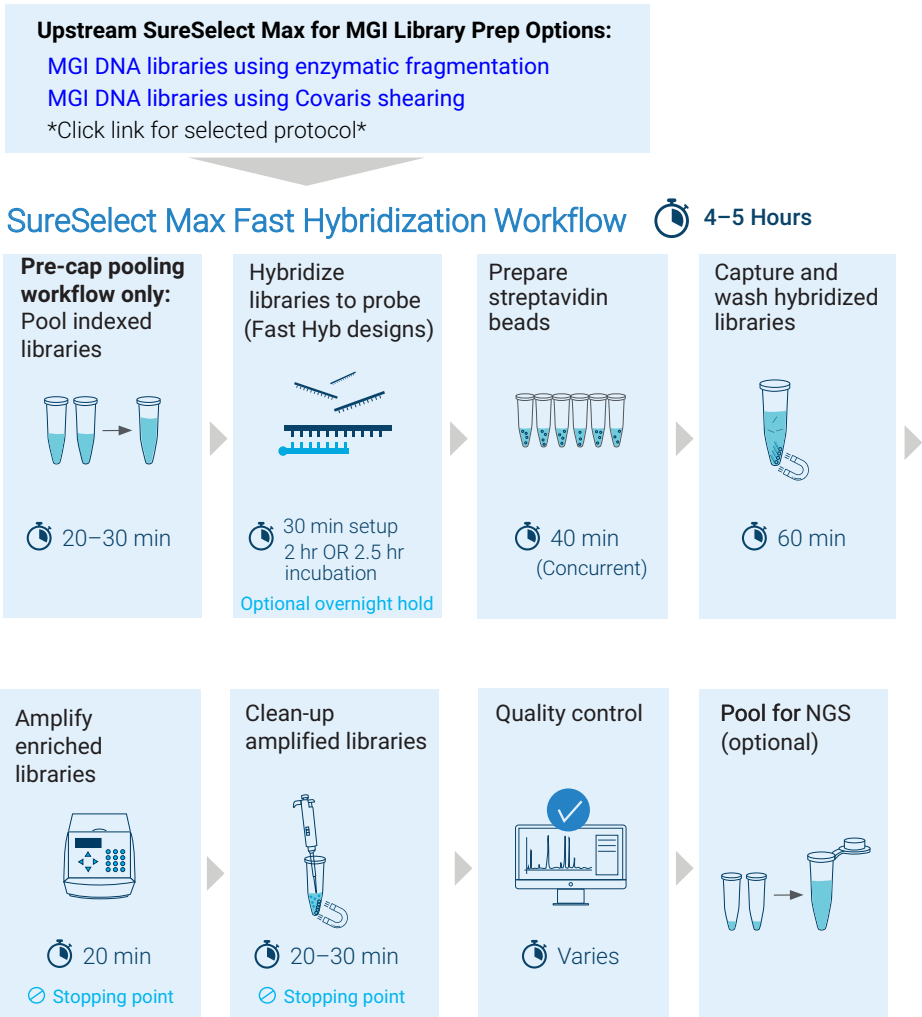 Upstream SureSelect Max for MGI Library Prep Options:
MGI DNA libraries using enzymatic fragmentation
MGI DNA libraries using Covaris shearing
*Click link for selected protocol*
SureSelect Max Fast Hybridization Workflow
4–5 Hours
Pre-cap pooling
workflow only:
Pool indexed
libraries
20–30 min
Hybridize
libraries to probe
(Fast Hyb designs)
30 min setup
2 hr OR 2.5 hr
incubation
Optional overnight hold
Prepare
streptavidin
beads
40 min
(Concurrent)
Capture and
wash hybridized
libraries
60 min
Amplify
enriched
libraries
20 min
Stopping point
Clean-up
amplified libraries
20–30 min
Stopping point
Quality control
Varies
Pool for NGS
(optional)